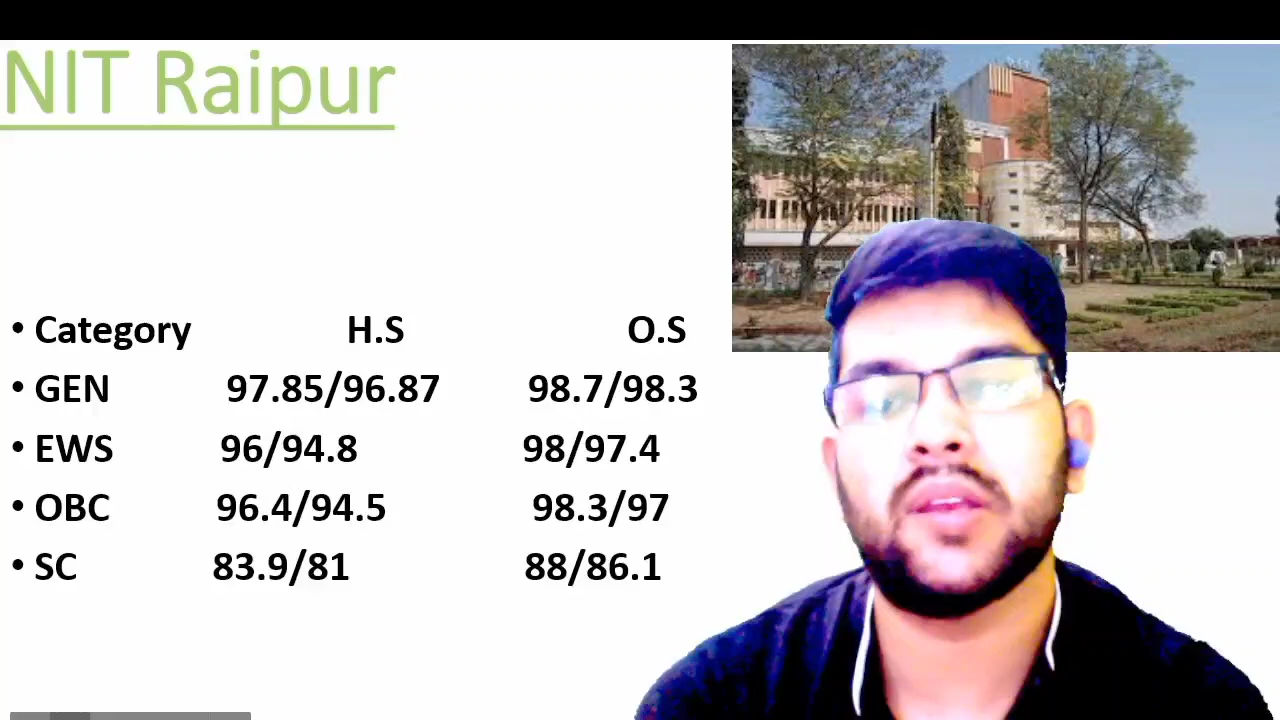 NIT Raipur
• Category H.S O.S
• GEN 97.85/96.87 98.7/98.3
• EWS 96/94.8 98/97.4
• OBC 96.4/94.5 98.3/97
• SC 83.9/81 88/86.1